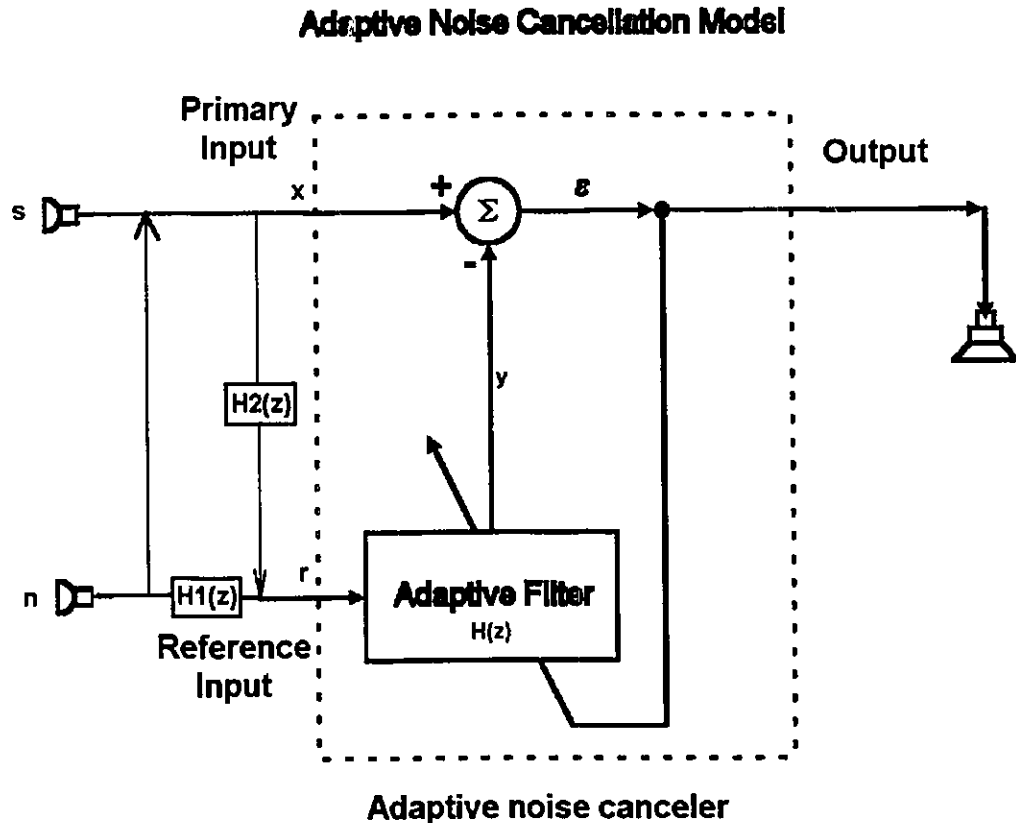 Adaptive Noise Cancellation Model
Primary
Input
Output
s
x
+
Σ
ε
-
H2(z)
y
n
H1(z)
r
Adaptive Filter
H(z)
Reference
Input
Adaptive noise canceler